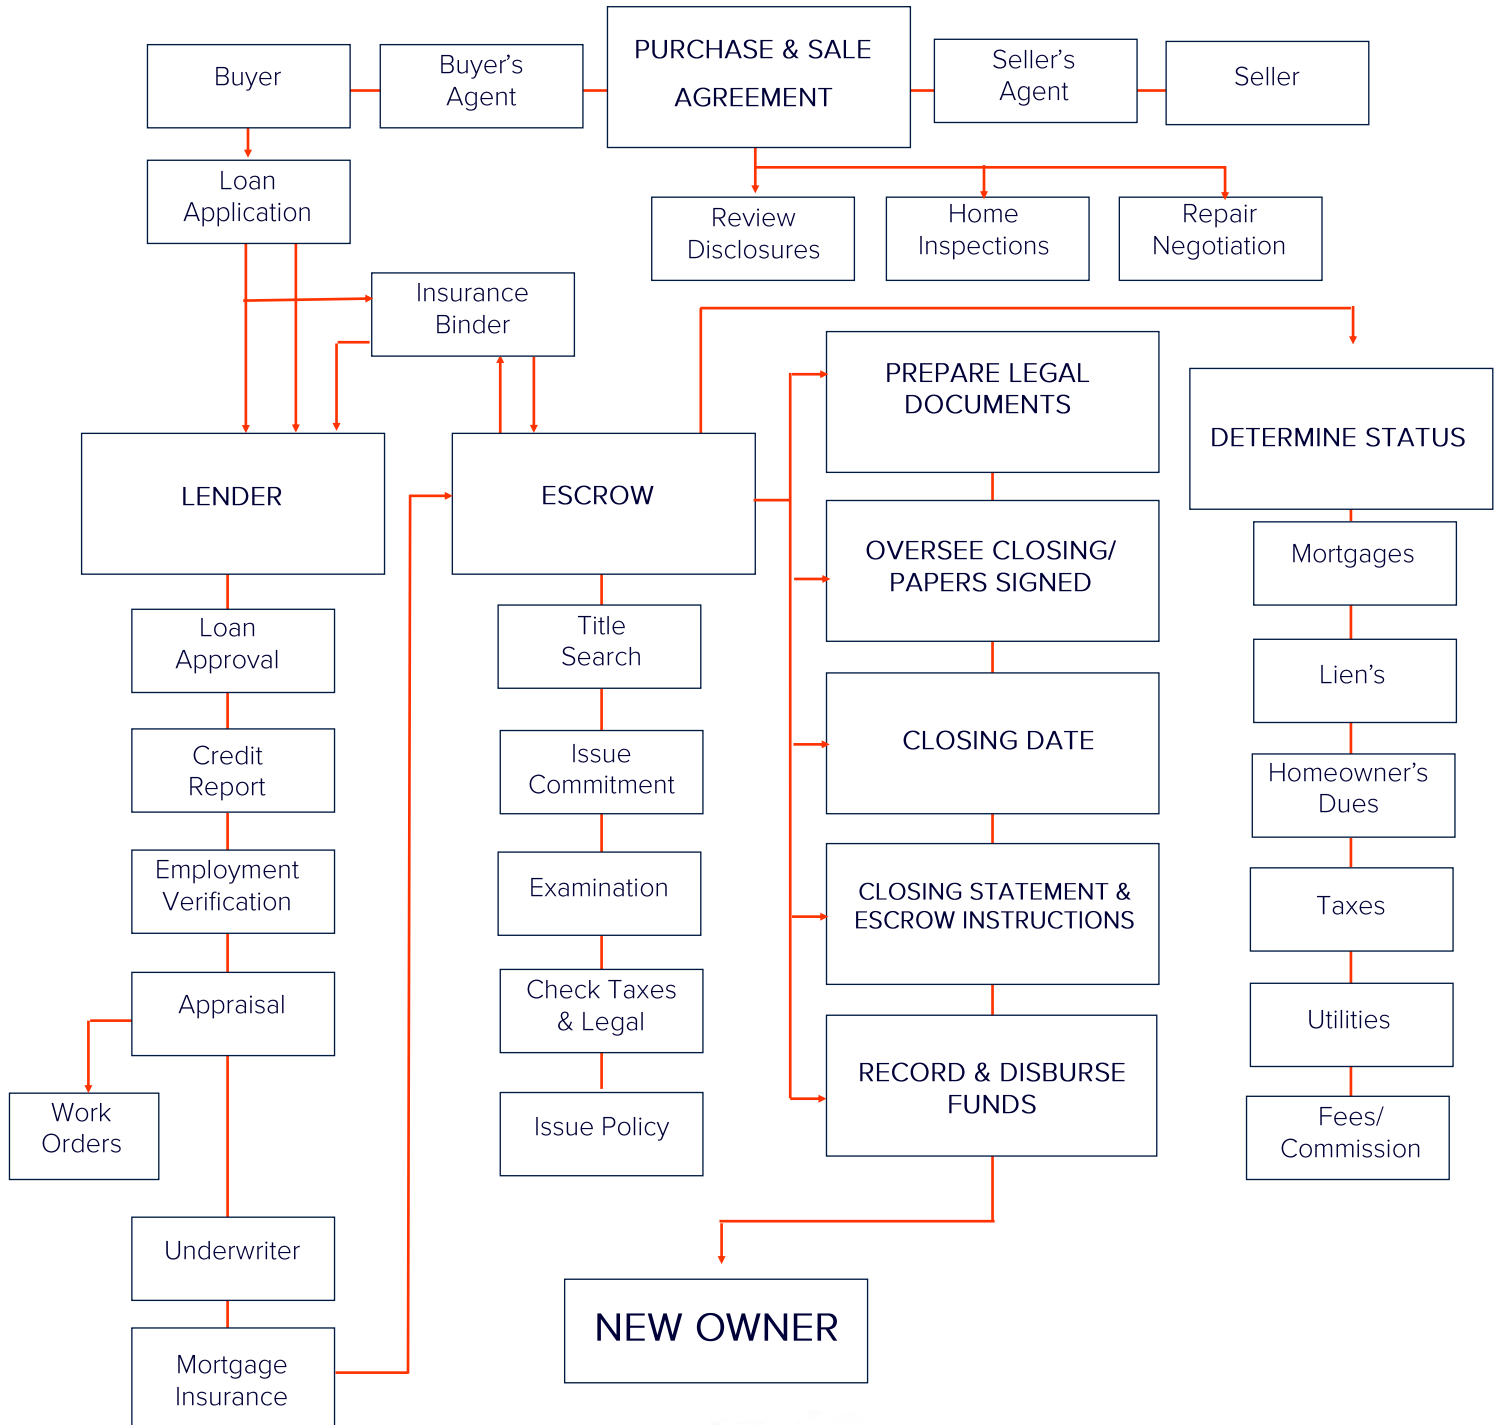 Buyer
Buyer’s
Agent
PURCHASE & SALE
AGREEMENT
Seller’s
Agent
Seller
Loan
Application
Review
Disclosures
Home
Inspections
Repair
Negotiation
Insurance
Binder
LENDER
ESCROW
PREPARE LEGAL
DOCUMENTS
DETERMINE STATUS
OVERSEE CLOSING/
PAPERS SIGNED
CLOSING DATE
CLOSING STATEMENT &
ESCROW INSTRUCTIONS
RECORD & DISBURSE
FUNDS
Loan
Approval
Credit
Report
Employment
Verification
Appraisal
Work
Orders
Underwriter
Mortgage
Insurance
Title
Search
Issue
Commitment
Examination
Check Taxes
& Legal
Issue Policy
Mortgages
Lien’s
Homeowner’s
Dues
Taxes
Utilities
Fees/
Commission
NEW OWNER